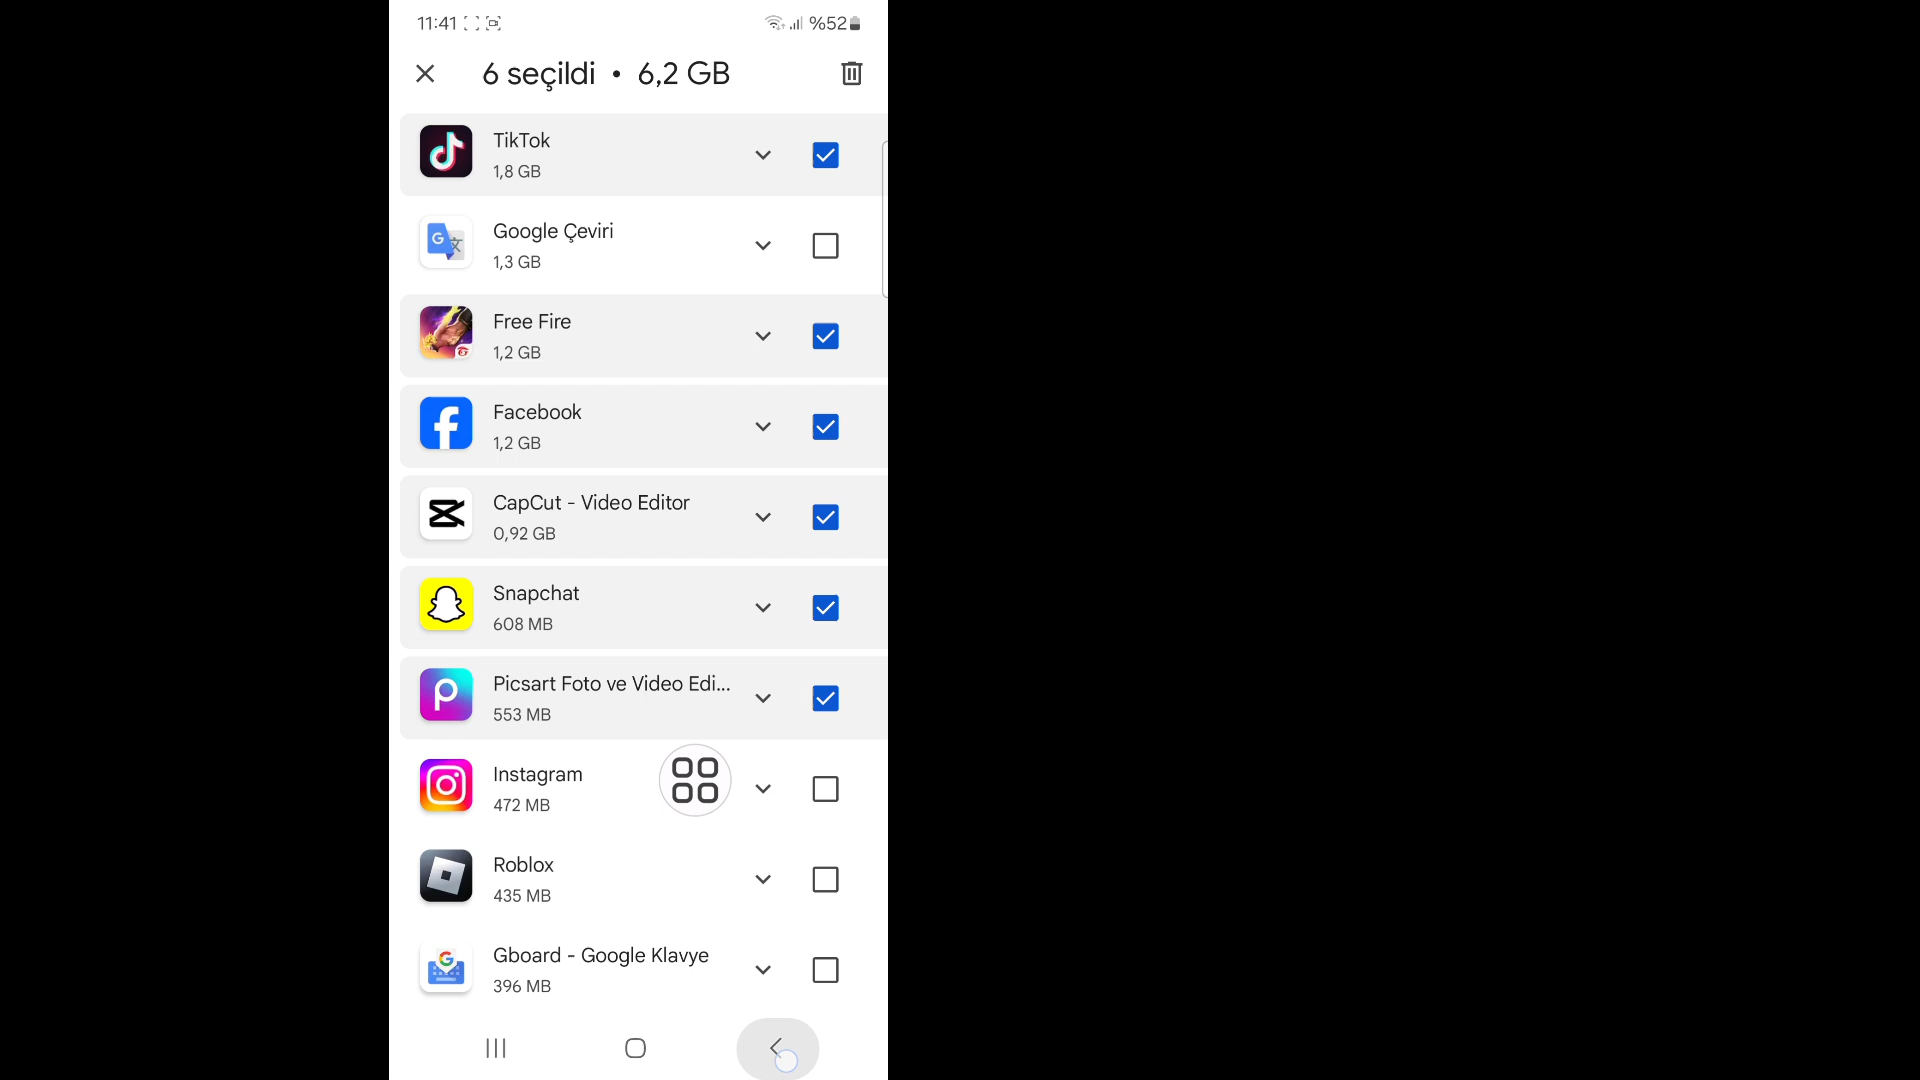 11:41 %52
6 seçildi • 6,2 GB
TikTok
1,8 GB
Google Çeviri
1,3 GB
Free Fire
1,2 GB
Facebook
1,2 GB
CapCut - Video Editor
0,92 GB
Snapchat
608 MB
Picsart Foto ve Video Edi...
553 MB
Instagram
472 MB
Roblox
435 MB
Gboard - Google Klavye
396 MB